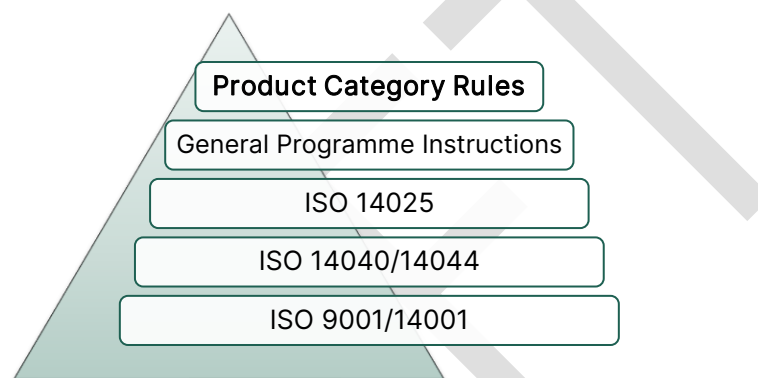 Product Category Rules
General Programme Instructions
ISO 14025
ISO 14040/14044
ISO 9001/14001